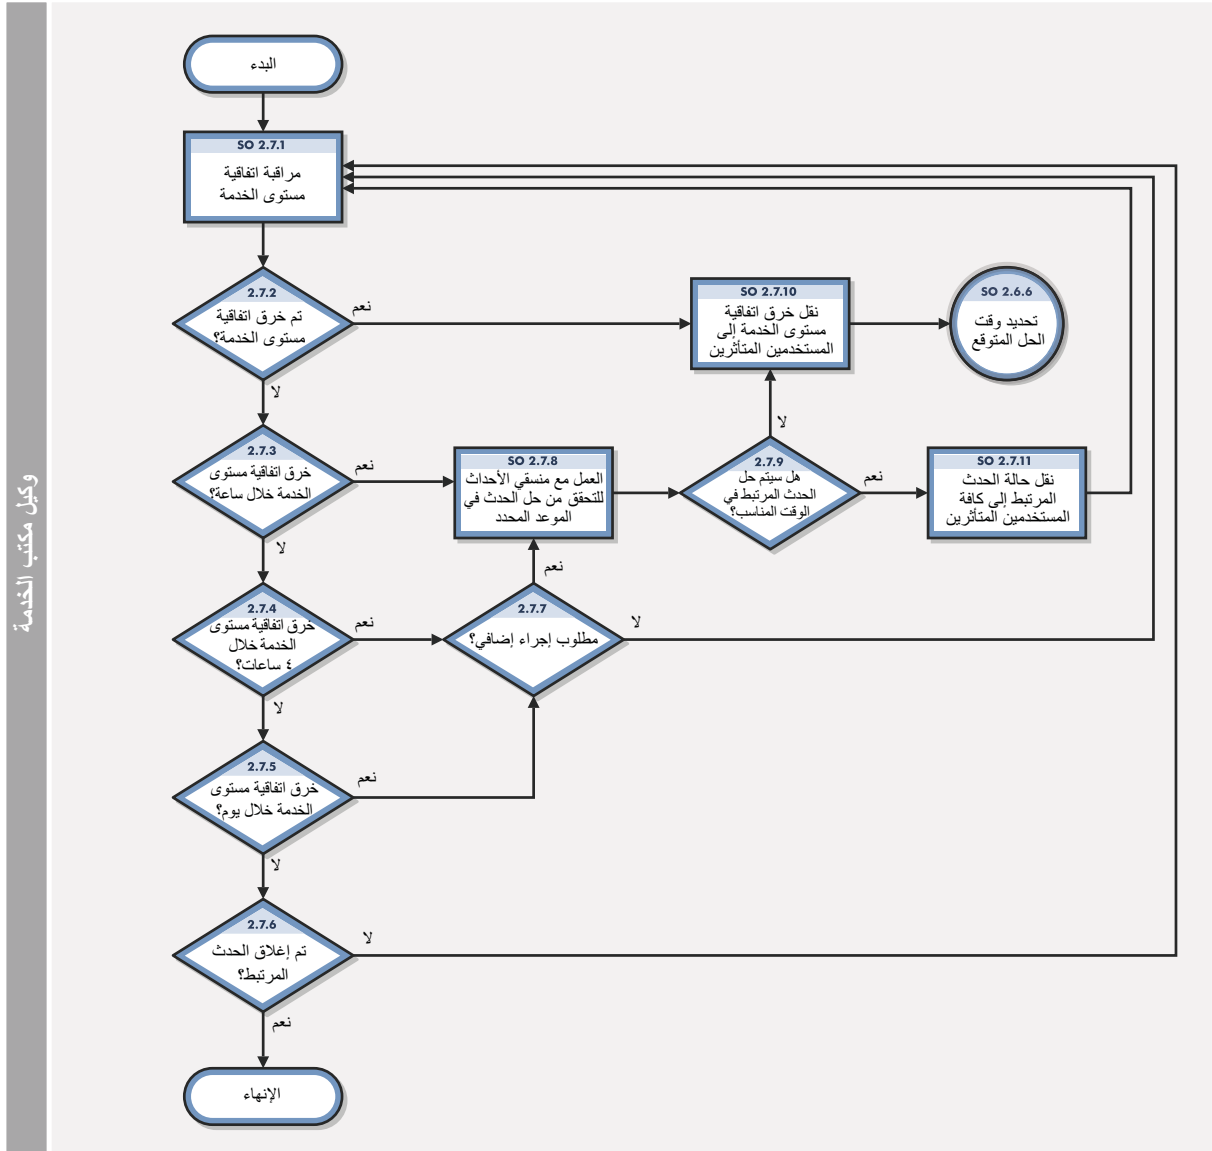 وكيل مكتب الخدمة
البدء
SO 2.7.1
مراقبة اتفاقية
مستوى الخدمة
2.7.2
تم خرق اتفاقية
مستوى الخدمة؟
نعم
لا
SO 2.7.10
نقل خرق اتفاقية
مستوى الخدمة إلى
المستخدمين المتأثرين
SO 2.6.6
تحديد وقت
الحل المتوقع
2.7.3
خرق اتفاقية مستوى
الخدمة خلال ساعة؟
نعم
لا
SO 2.7.8
العمل مع منسقي الأحداث
للتحقق من حل الحدث في
الموعد المحدد
لا
2.7.9
هل سيتم حل
الحدث المرتبط في
الوقت المناسب؟
نعم
SO 2.7.11
نقل حالة الحدث
المرتبط إلى كافة
المستخدمين المتأثرين
2.7.4
خرق اتفاقية مستوى
الخدمة خلال
٤ ساعات؟
نعم
لا
نعم
2.7.7
مطلوب إجراء إضافي؟
لا
2.7.5
خرق اتفاقية مستوى
الخدمة خلال يوم؟
نعم
لا
2.7.6
تم إغلاق الحدث
المرتبط؟
لا
نعم
الإنهاء